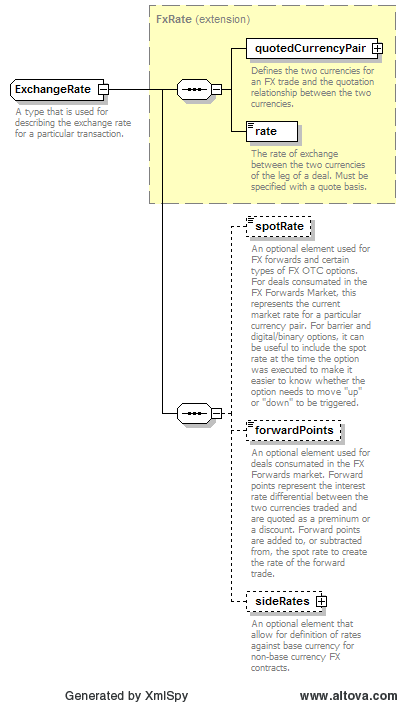 FxRate (extension)
quotedCurrencyPair
Defines the two currencies for
an FX trade and the quotation
relationship between the two
currencies.
ExchangeRate
A type that is used for
describing the exchange rate
for a particular transaction.
rate
The rate of exchange
between the two currencies
of the leg of a deal. Must be
specified with a quote basis.
spotRate
An optional element used for
FX forwards and certain
types of FX OTC options.
For deals consumated in the
FX Forwards Market, this
represents the current
market rate for a particular
currency pair. For barrier and
digital/binary options, it can
be useful to include the spot
rate at the time the option
was executed to make it
easier to know whether the
option needs to move "up"
or "down" to be triggered.
forwardPoints
An optional element used for
deals consumated in the FX
Forwards market. Forward
points represent the interest
rate differential between the
two currencies traded and
are quoted as a preminum or
a discount. Forward points
are added to, or subtracted
from, the spot rate to create
the rate of the forward
trade.
sideRates
An optional element that
allow for definition of rates
against base currency for
non-base currency FX
contracts.
Generated by XmlSpy
www.altova.com